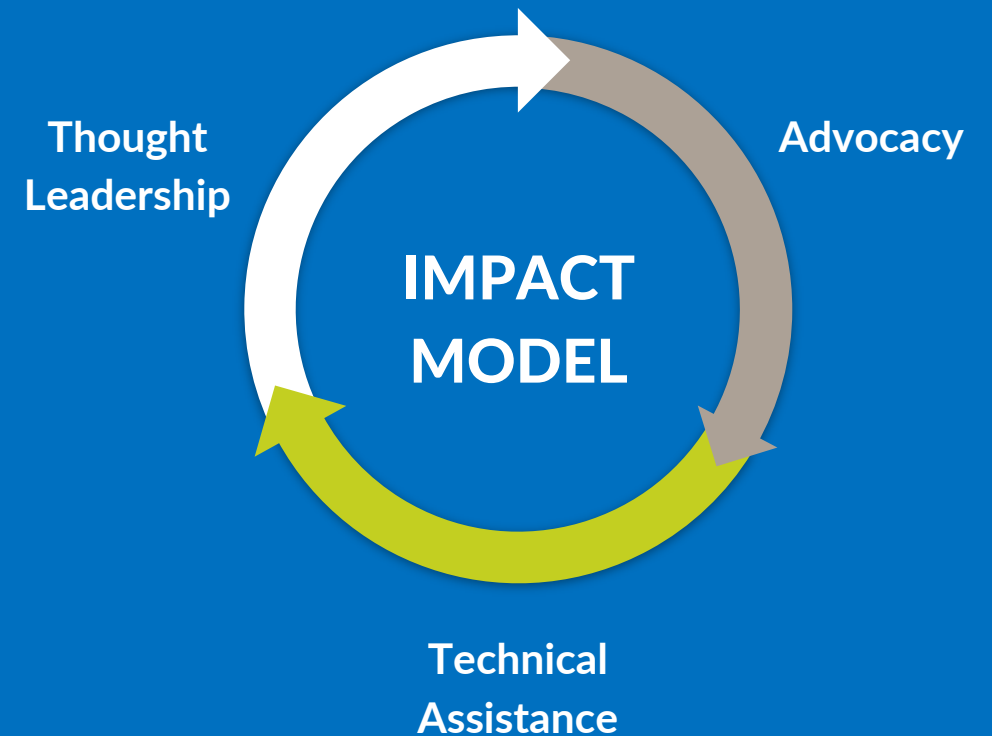 Thought
Leadership
Advocacy
IMPACT
MODEL
Technical
Assistance